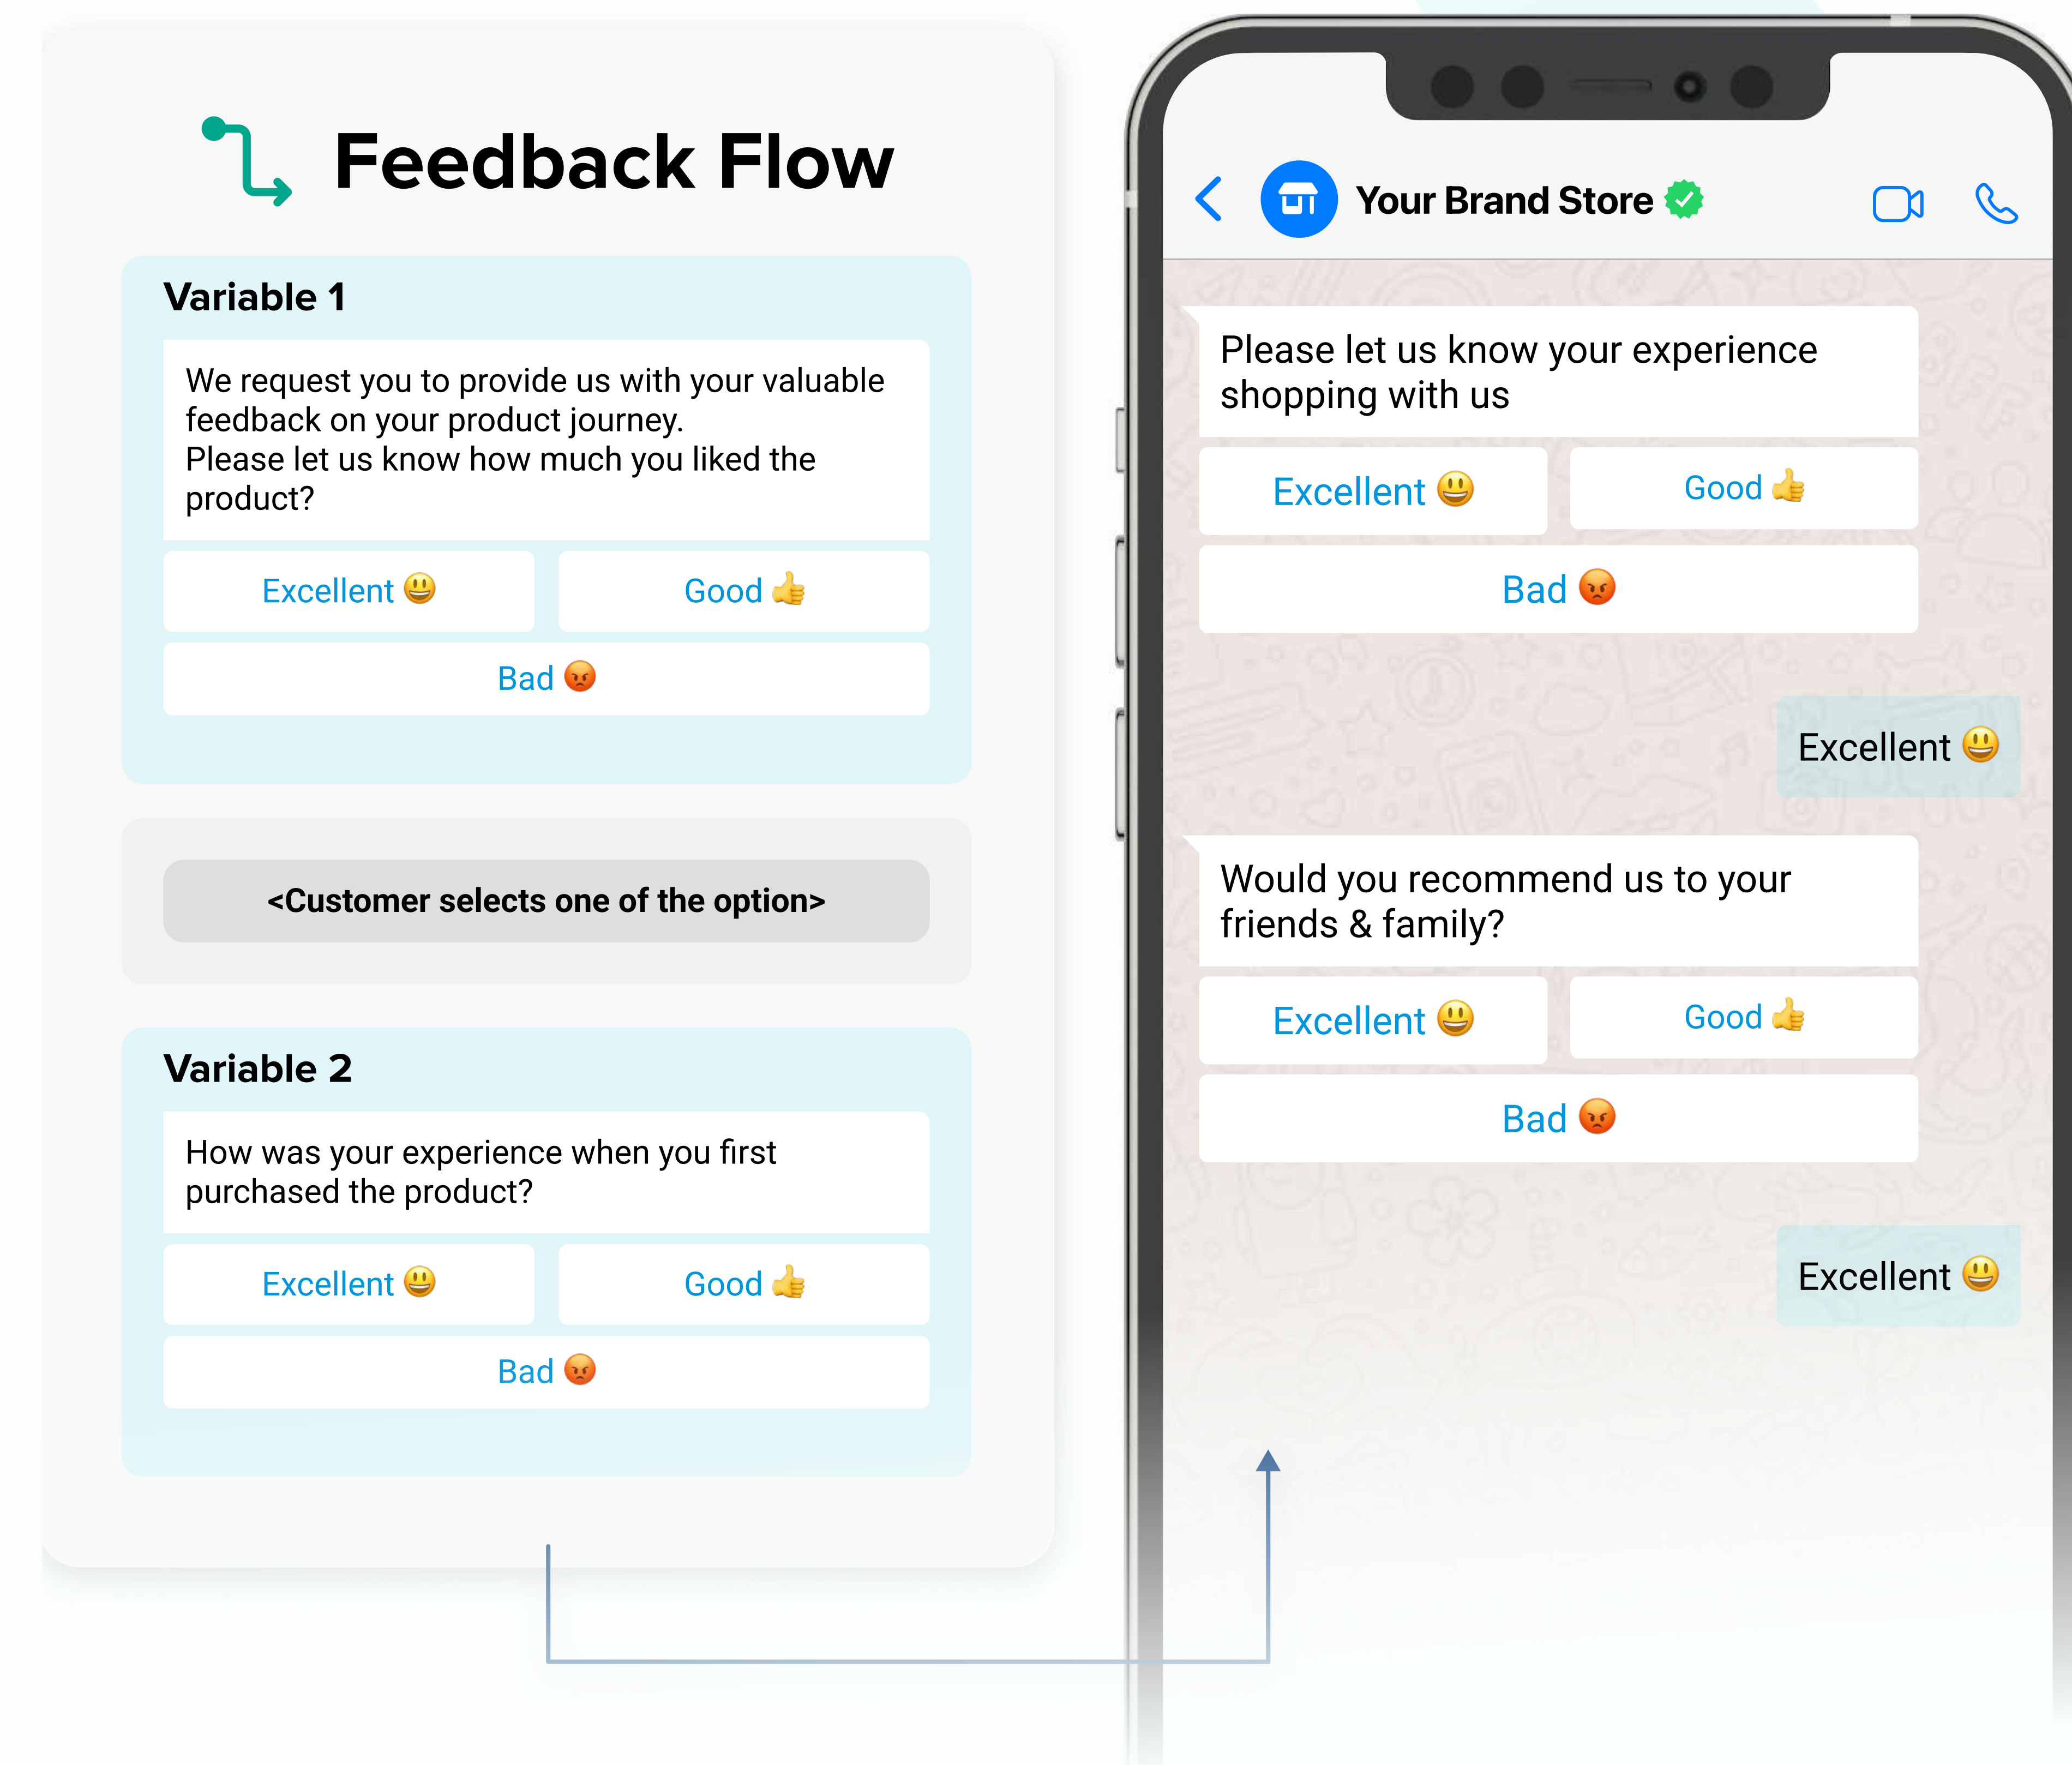 Feedback Flow
Variable 1
We request you to provide us with your valuable
feedback on your product journey.
Please let us know how much you liked the
product?
Excellent 😃
Good 👍
Bad 😡
<Customer selects one of the option>
Variable 2
How was your experience when you first
purchased the product?
Excellent 😃
Good 👍
Bad 😡
Your Brand Store
Please let us know your experience
shopping with us
Excellent 😃
Good 👍
Bad 😡
Excellent 😃
Would you recommend us to your
friends & family?
Excellent 😃
Good 👍
Bad 😡
Excellent 😃